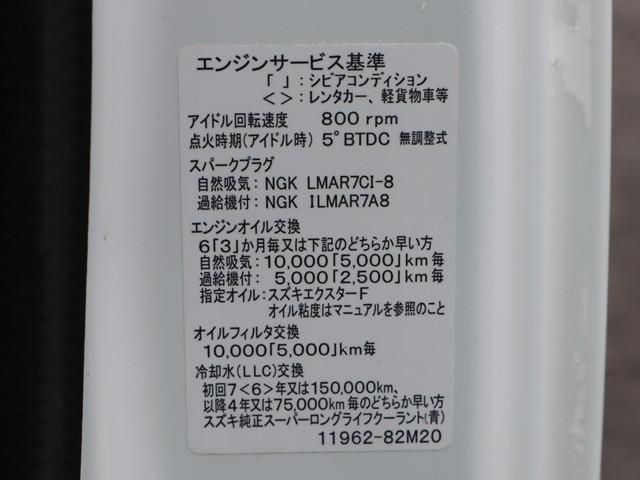 エンジンサービス基準
「 」:シビアコンディション
< >:レンタカー、軽貨物車等
アイドル回転速度 800 rpm
点火時期(アイドル時) 5°BTDC 無調整式
スパークプラグ
自然吸気: NGK LMAR7CI-8
過給機付: NGK ILMAR7A8
エンジンオイル交換
6「3」か月毎又は下記のどちらか早い方
自然吸気: 10,000「5,000」km毎
過給機付: 5,000「2,500」km毎
指定オイル:スズキエクスターF
オイル粘度はマニュアルを参照のこと
オイルフィルタ交換
10,000「5,000」km毎
冷却水(LLC)交換
初回7<6>年又は150,000km、
以降4年又は75,000km毎のどちらか早い方
スズキ純正スーパーロングライフクーラント(青)
11962-82M20